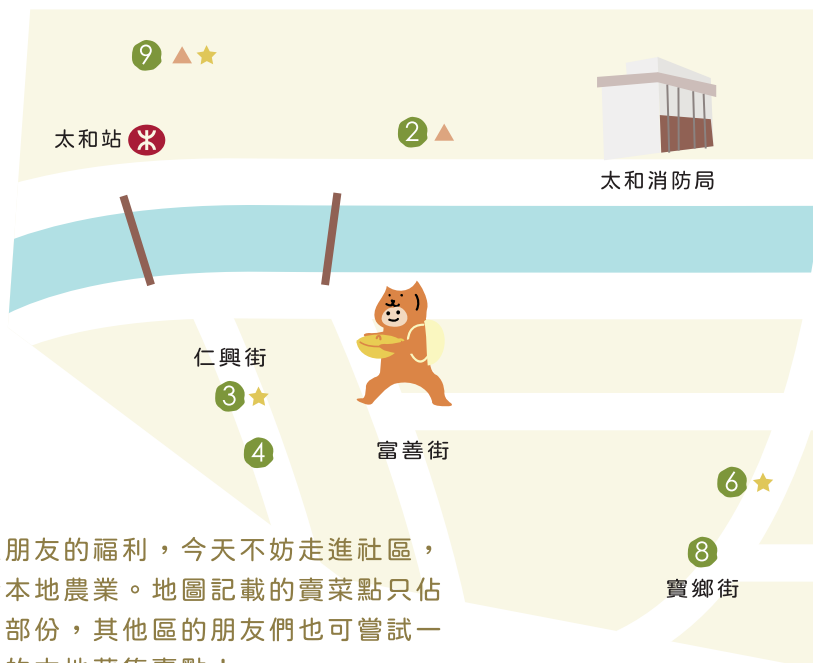 9
太和站
2
太和消防局
仁興街
3
4
富善街
6
8
寶鄉街
朋友的福利，今天不妨走進社區，
本地農業。地圖記載的賣菜點只佔
部份，其他區的朋友們也可嘗試一